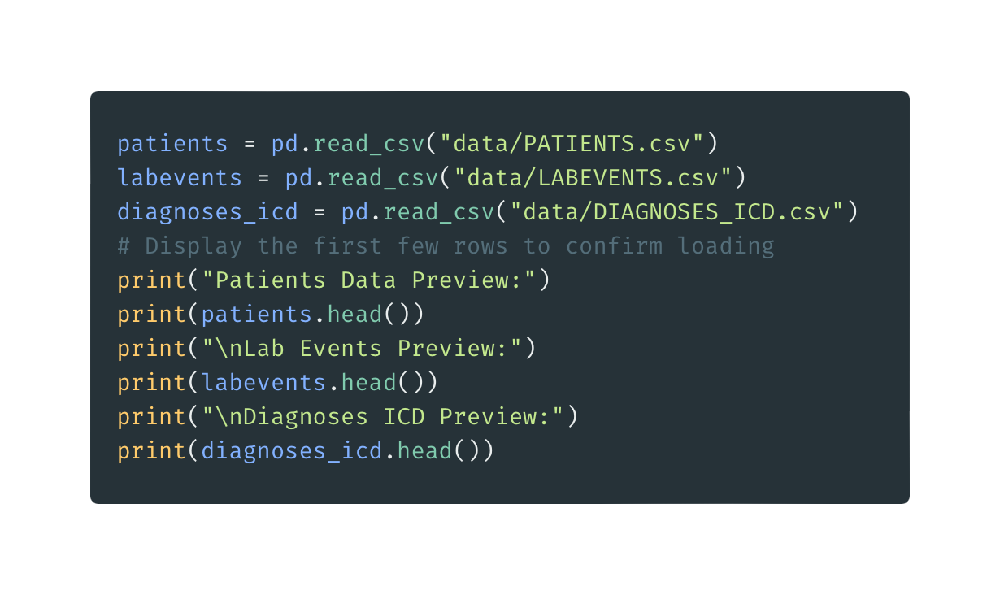 patients = pd.read_csv("data/PATIENTS.csv")
labevents = pd.read_csv("data/LABEVENTS.csv")
diagnoses_icd = pd.read_csv("data/DIAGNOSES_ICD.csv")
# Display the first few rows to confirm loading
print("Patients Data Preview:")
print(patients.head())
print("\nLab Events Preview:")
print(labevents.head())
print("\nDiagnoses ICD Preview:")
print(diagnoses_icd.head())